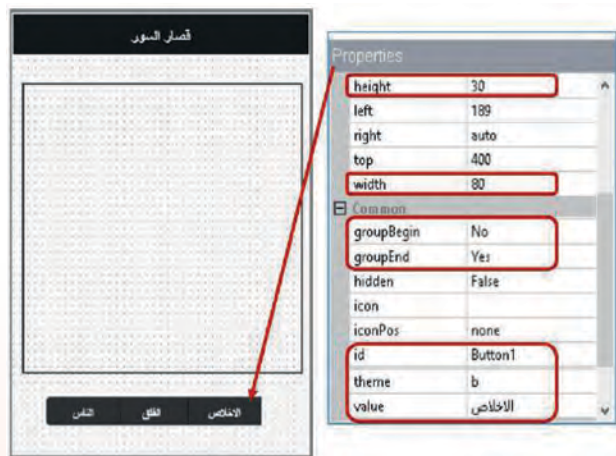 قصار السور
الاخلاص
الفلق
الناس
Properties
height 30
left 189
right auto
top 400
width 80
Common
groupBegin No
groupEnd Yes
hidden False
icon
iconPos none
id Button1
theme b
value الاخلاص